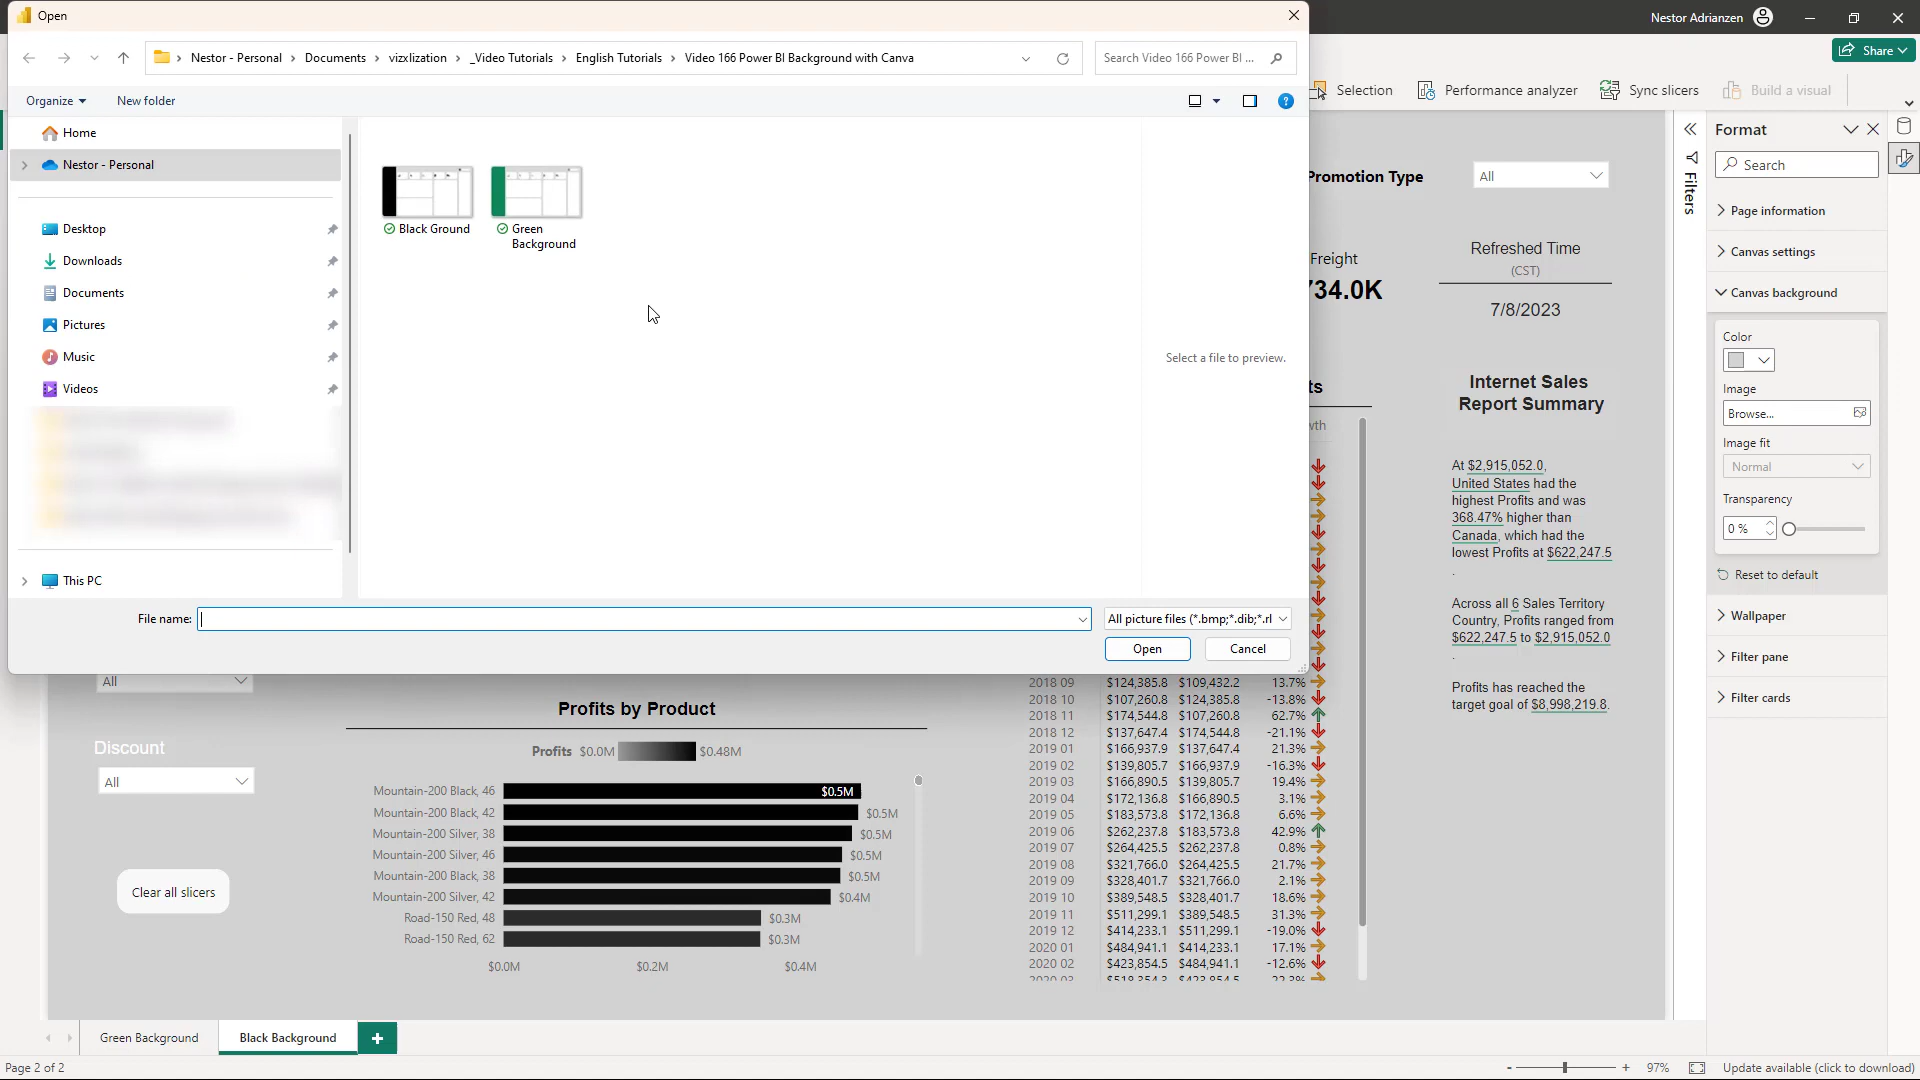 Open
Nestor Adrianzen
Nestor - Personal
Documents
vizxlization
_Video Tutorials
English Tutorials
Video 166 Power BI Background with Canva
Search Video 166 Power BI ...
Share
Organize
New folder
Selection
Performance analyzer
Sync slicers
Build a visual
Home
Nestor - Personal
Desktop
Downloads
Documents
Pictures
Music
Videos
This PC
Black Ground
Green
Background
Select a file to preview.
File name:
All picture files (*.bmp;*.dib;*.rl
Open
Cancel
Promotion Type
All
Freight
734.0K
Refreshed Time
(CST)
7/8/2023
ts
wth
Internet Sales
Report Summary
At $2,915,052.0,
United States had the
highest Profits and was
368.47% higher than
Canada, which had the
lowest Profits at $622,247.5
.
Across all 6 Sales Territory
Country, Profits ranged from
$622,247.5 to $2,915,052.0
.
Profits has reached the
target goal of $8,998,219.8.
Filters
Format
Search
Page information
Canvas settings
Canvas background
Color
Image
Browse...
Image fit
Normal
Transparency
0 %
Reset to default
Wallpaper
Filter pane
Filter cards
All
Discount
All
Clear all slicers
Profits by Product
Profits $0.0M $0.48M
Mountain-200 Black, 46 $0.5M
Mountain-200 Black, 42 $0.5M
Mountain-200 Silver, 38 $0.5M
Mountain-200 Silver, 46 $0.5M
Mountain-200 Black, 38 $0.5M
Mountain-200 Silver, 42 $0.4M
Road-150 Red, 48 $0.3M
Road-150 Red, 62 $0.3M
$0.0M $0.2M $0.4M
2018 09 $124,385.8 $109,432.2 13.7%
2018 10 $107,260.8 $124,385.8 -13.8%
2018 11 $174,544.8 $107,260.8 62.7%
2018 12 $137,647.4 $174,544.8 -21.1%
2019 01 $166,937.9 $137,647.4 21.3%
2019 02 $139,805.7 $166,937.9 -16.3%
2019 03 $166,890.5 $139,805.7 19.4%
2019 04 $172,136.8 $166,890.5 3.1%
2019 05 $183,573.8 $172,136.8 6.6%
2019 06 $262,237.8 $183,573.8 42.9%
2019 07 $264,425.5 $262,237.8 0.8%
2019 08 $321,766.0 $264,425.5 21.7%
2019 09 $328,401.7 $321,766.0 2.1%
2019 10 $389,548.5 $328,401.7 18.6%
2019 11 $511,299.1 $389,548.5 31.3%
2019 12 $414,233.1 $511,299.1 -19.0%
2020 01 $484,941.1 $414,233.1 17.1%
2020 02 $423,854.5 $484,941.1 -12.6%
2020 03 $518,354.3 $423,854.5 22.3%
Green Background
Black Background
Page 2 of 2
97%
Update available (click to download)